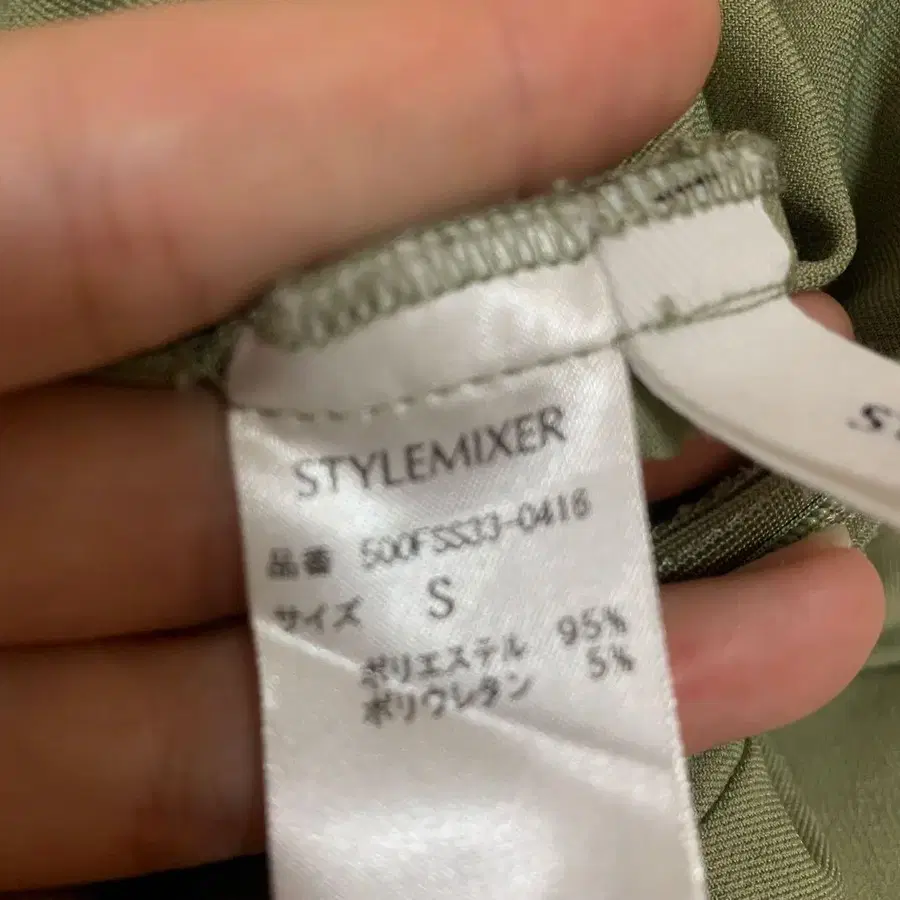 STYLEMIXER
品番 500FSS33-0416
サイズ S
ポリエステル 95%
ポリウレタン 5%